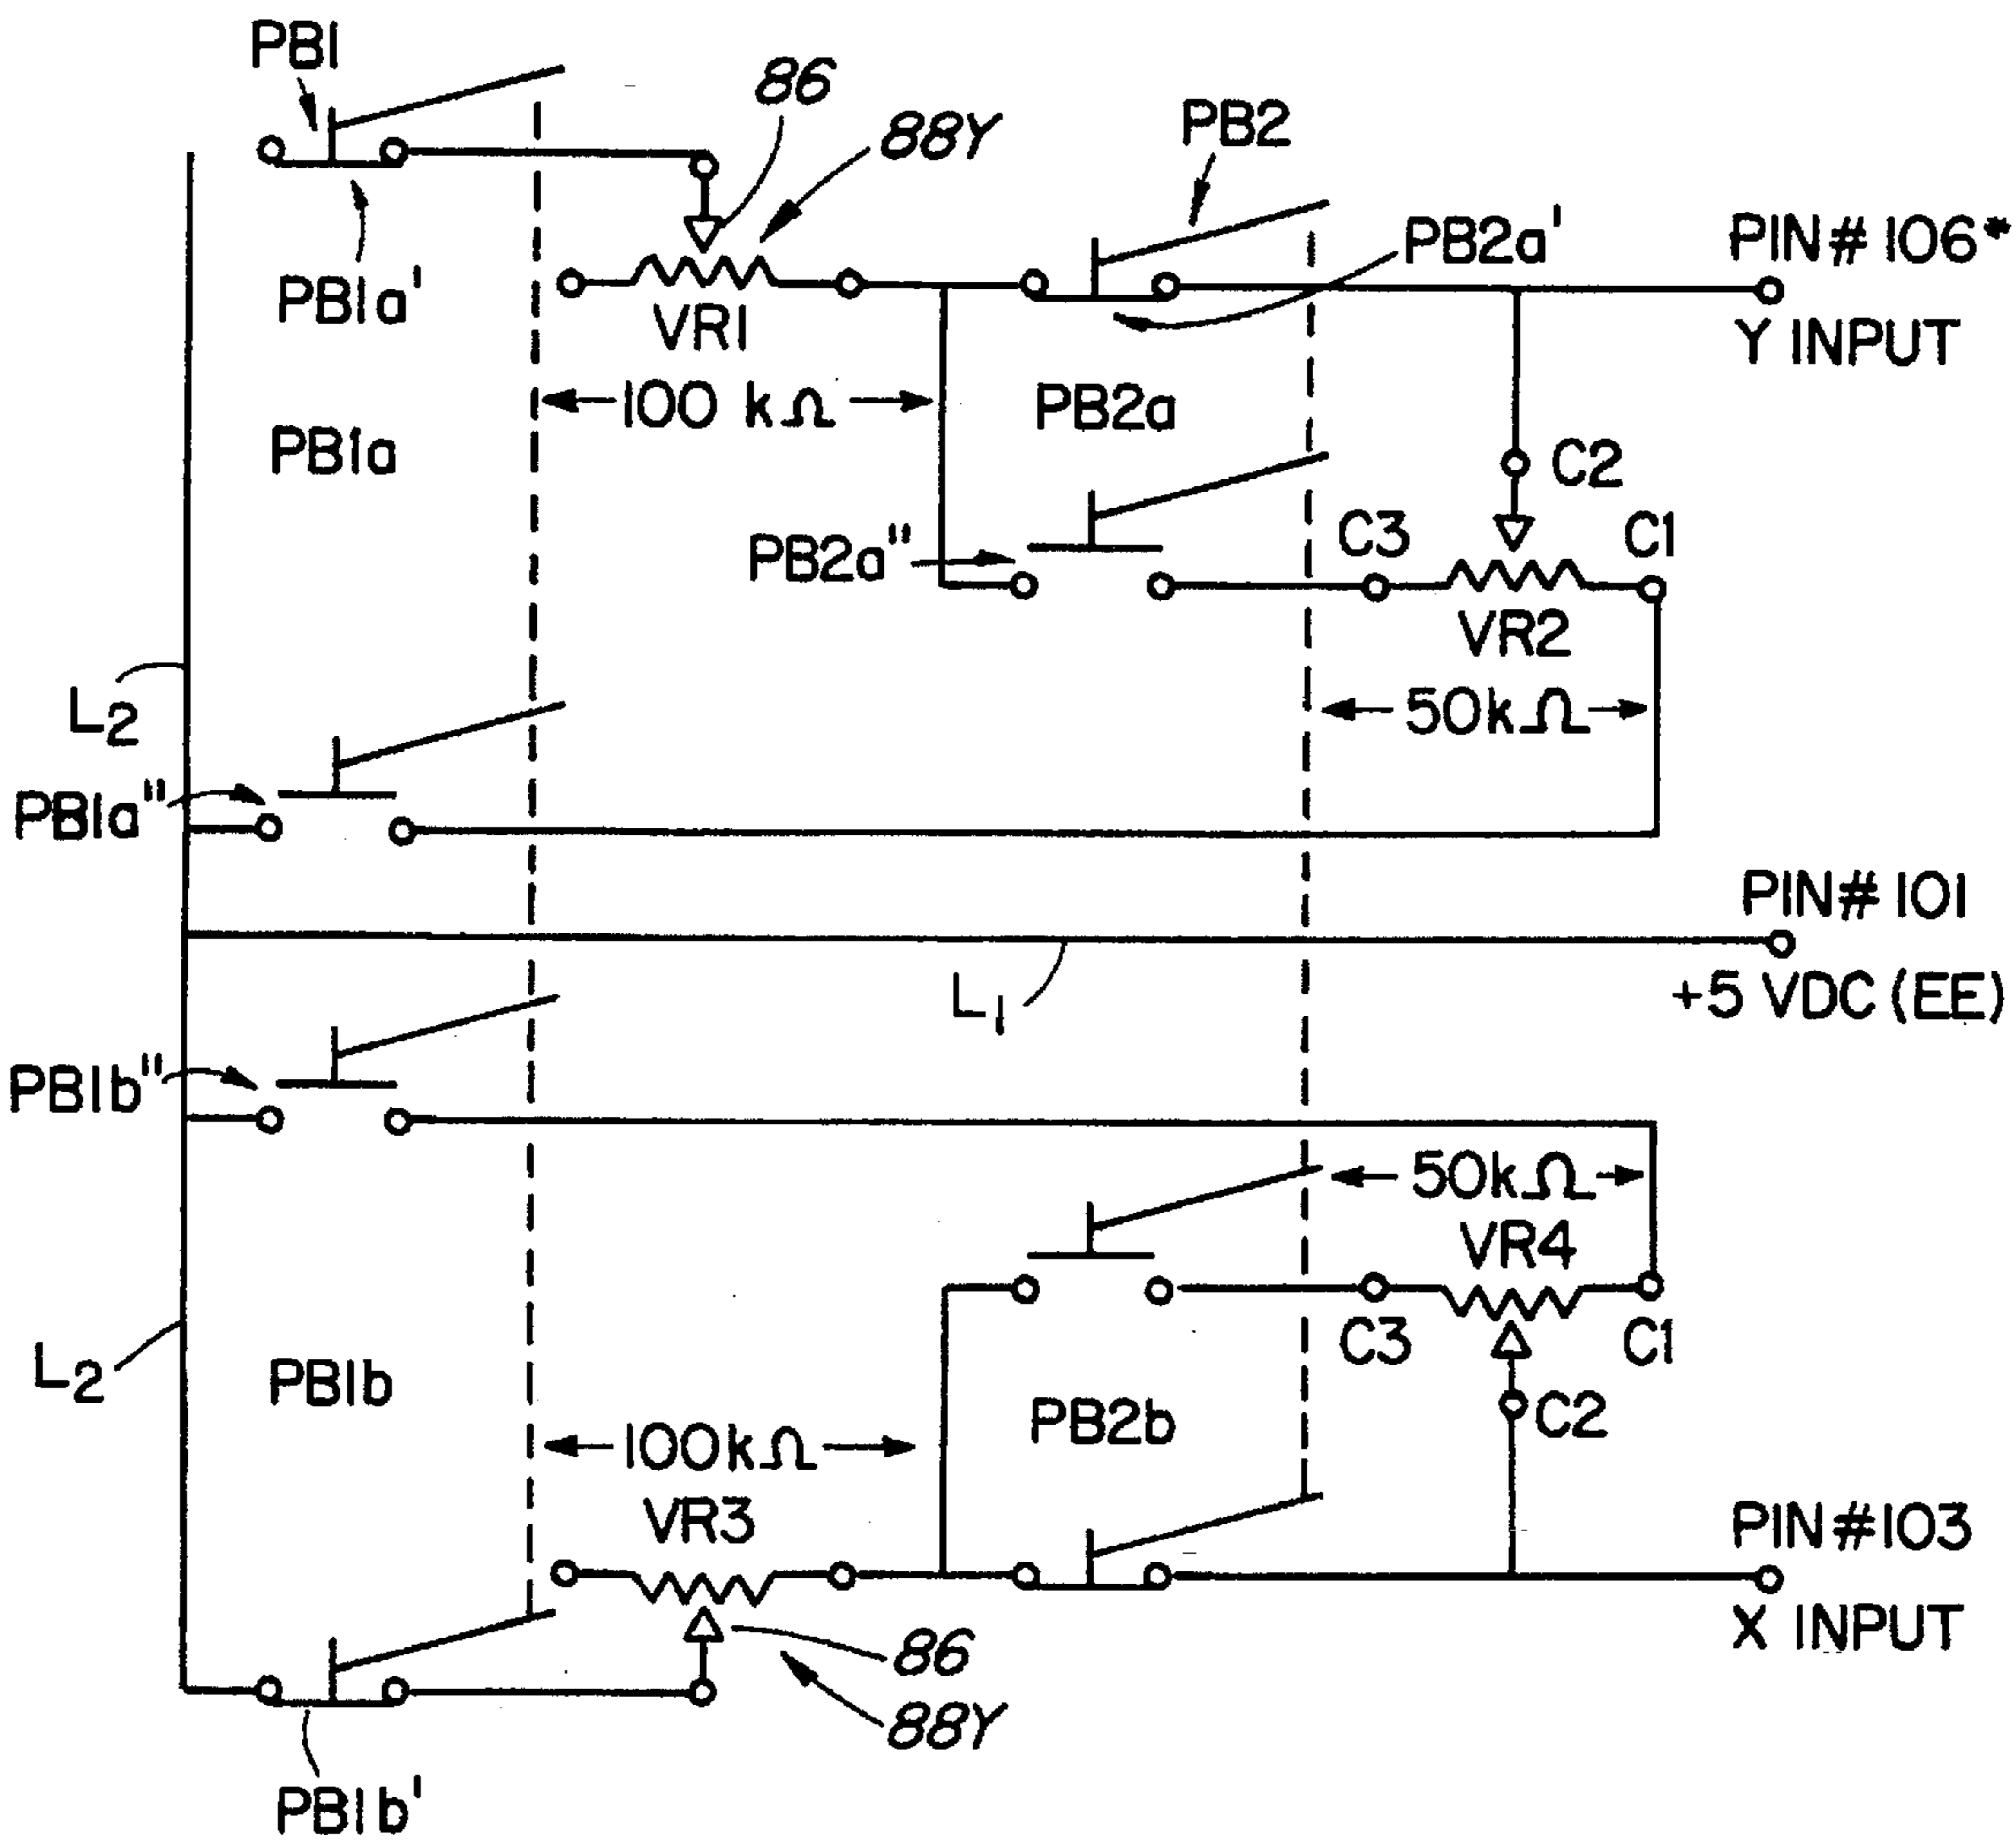 PB1
86
88Y
PB2
PB2a'
PIN# 106*
Y INPUT
PB1a'
VR1
100 kΩ
PB2a
PB1a
C2
PB2a"
C3
C1
VR2
50kΩ
L2
PB1a"
PIN# 101
+5 VDC (EE)
L1
PB1b"
50kΩ
VR4
C3
C1
L2
PB1b
C2
PB2b
100kΩ
VR3
PIN #103
X INPUT
86
88Y
PB1b'